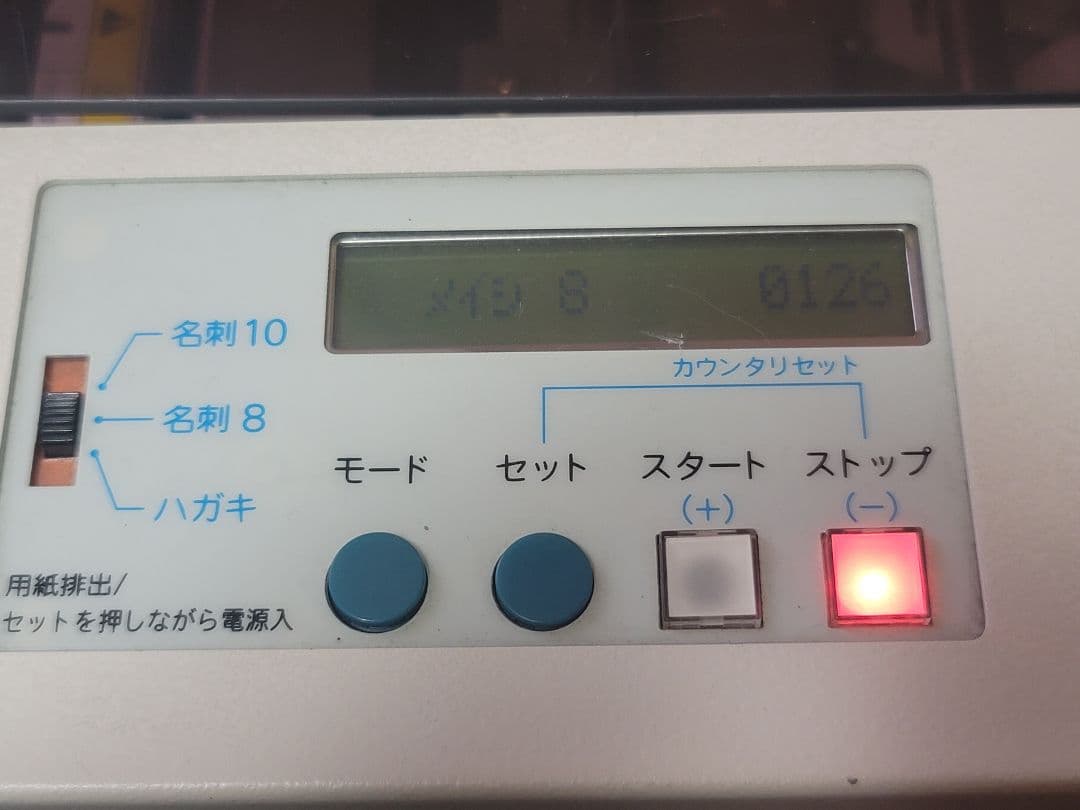 メイシ 8 0126
カウンタリセット
名刺10
名刺 8
ハガキ
モード セット スタート ストップ
(+) (−)
用紙排出/
セットを押しながら電源入